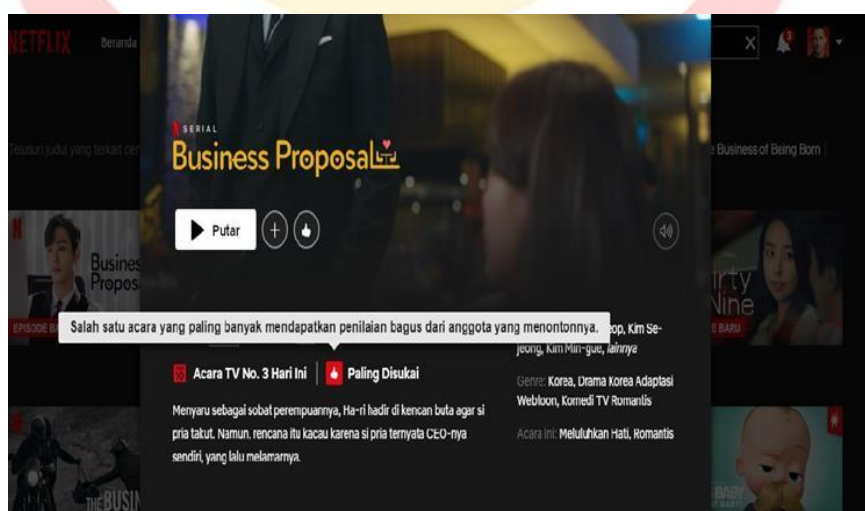 NETFLIX
Beranda
Telusuri judul yang terkait
Business of Being Born
SERIAL
Business Proposal
Putar
Busines
Propos
EPISODE
irty
Nine
BARU
Salah satu acara yang paling banyak mendapatkan penilaian bagus dari anggota yang menontonnya.
eop, Kim Se-
jeong, Kim Min-gue, lainnya
TOP
10
Acara TV No. 3 Hari Ini
Paling Disukai
Menyaru sebagai sobat perempuannya, Ha-ri hadir di kencan buta agar si
pria takut. Namun, rencana itu kacau karena si pria ternyata CEO-nya
sendiri, yang lalu melamarnya.
Genre: Korea, Drama Korea Adaptasi
Webtoon, Komedi TV Romantis
Acara ini: Meluluhkan Hati, Romantis
THE BUSIN
BABY